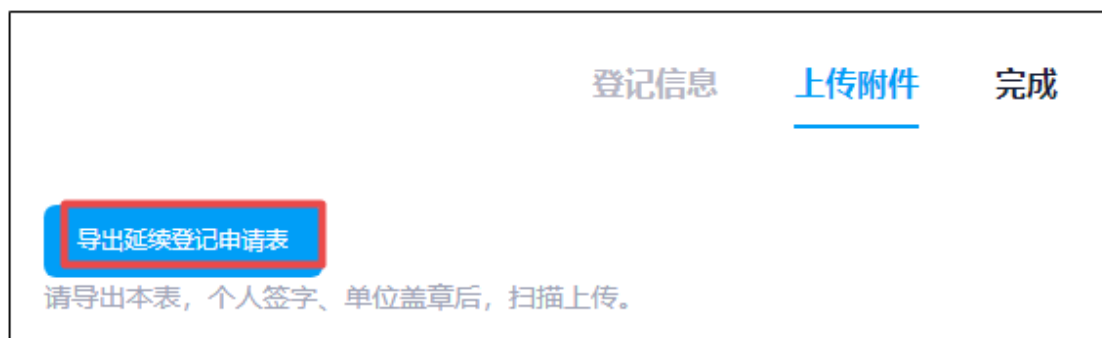 登记信息 上传附件 完成
导出延续登记申请表
请导出本表，个人签字、单位盖章后，扫描上传。